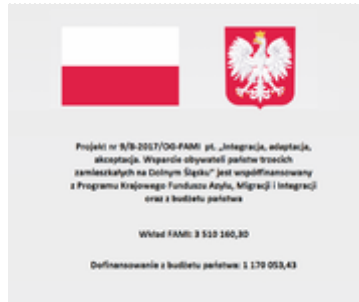 Projekt nr 9/8-2017/OG-FAMI pt. „Integracja, adaptacja,
akceptacja. Wsparcie obywateli państw trzecich
zamieszkałych na Dolnym Śląsku” jest współfinansowany
z Programu Krajowego Funduszu Azylu, Migracji i Integracji
oraz z budżetu państwa
Wkład FAMI: 3 510 160,30
Dofinansowanie z budżetu państwa: 1 170 053,43